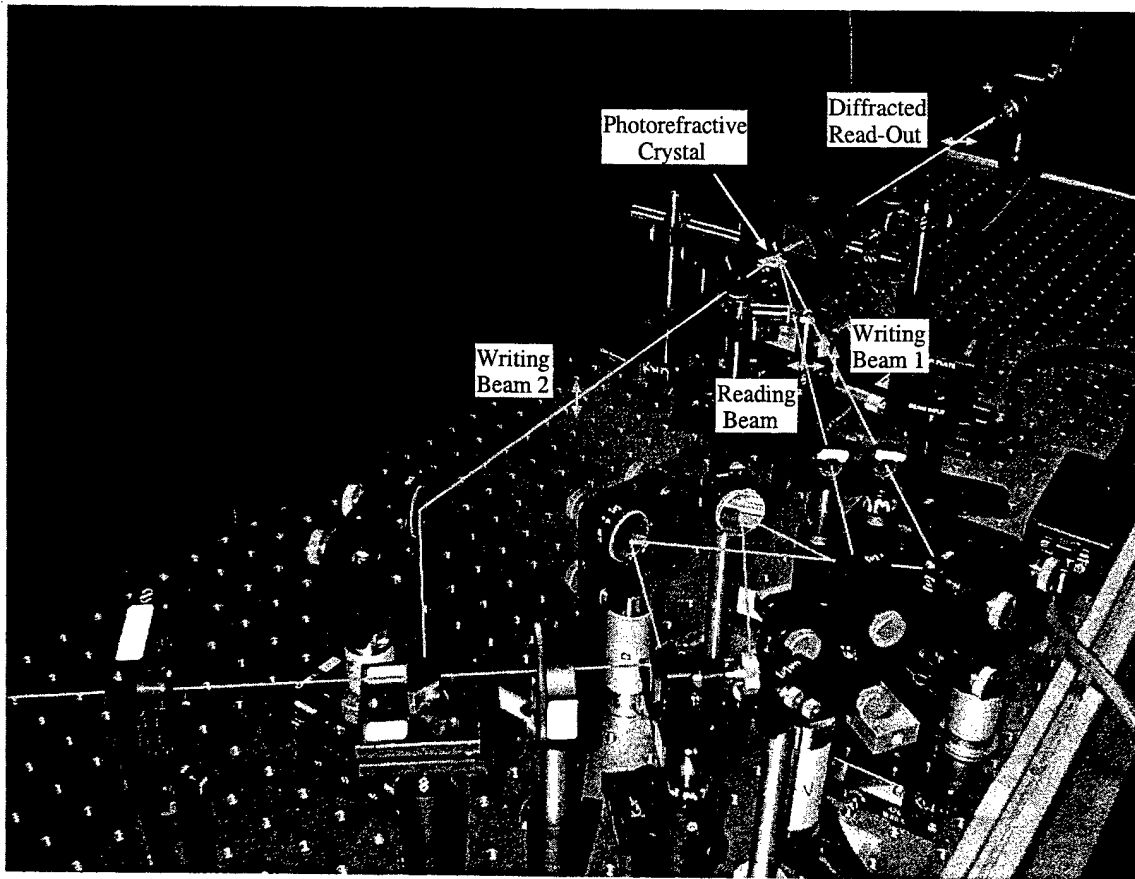 Diffracted
Read-Out
Photorefractive
Crystal
Writing
Beam 1
Writing
Beam 2
Reading
Beam